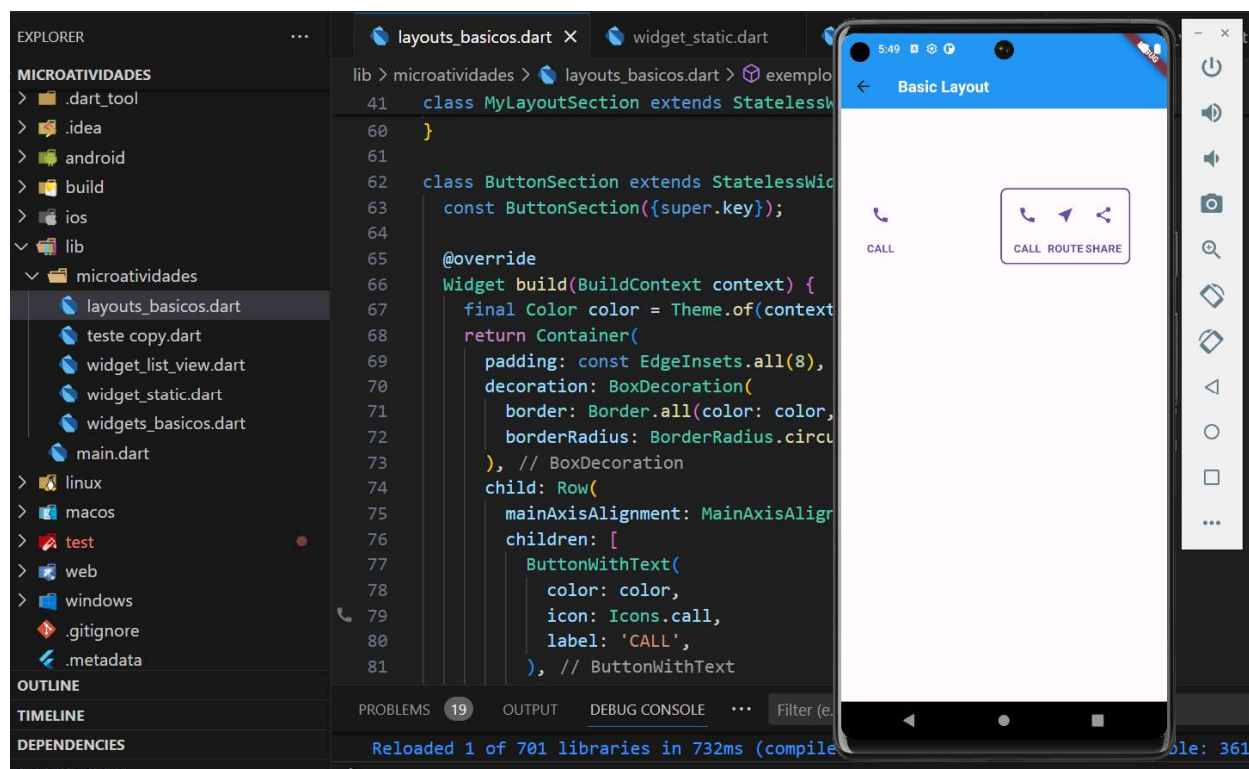 EXPLORER
MICROATIVIDADES
.dart_tool
.idea
android
build
ios
lib
microatividades
layouts_basicos.dart
teste copy.dart
widget_list_view.dart
widget_static.dart
widgets_basicos.dart
main.dart
linux
macos
test
web
windows
.gitignore
.metadata
OUTLINE
TIMELINE
DEPENDENCIES
layouts_basicos.dart
widget_static.dart
lib > microatividades > layouts_basicos.dart > exemplo
41 class MyLayoutSection extends StatelessW
60 }
61
62 class ButtonSection extends StatelessWid
63 const ButtonSection({super.key});
64
65 @override
66 Widget build(BuildContext context) {
67 final Color color = Theme.of(context
68 return Container(
69 padding: const EdgeInsets.all(8),
70 decoration: BoxDecoration(
71 border: Border.all(color: color,
72 borderRadius: BorderRadius.circu
73 ), // BoxDecoration
74 child: Row(
75 mainAxisAlignment: MainAxisAlign
76 children: [
77 ButtonWithText(
78 color: color,
79 icon: Icons.call,
80 label: 'CALL',
81 ), // ButtonWithText
PROBLEMS 19 OUTPUT DEBUG CONSOLE ••• Filter (e.
Reloaded 1 of 701 libraries in 732ms (compile
ble: 361
5:49
Basic Layout
CALL
CALL ROUTE SHARE